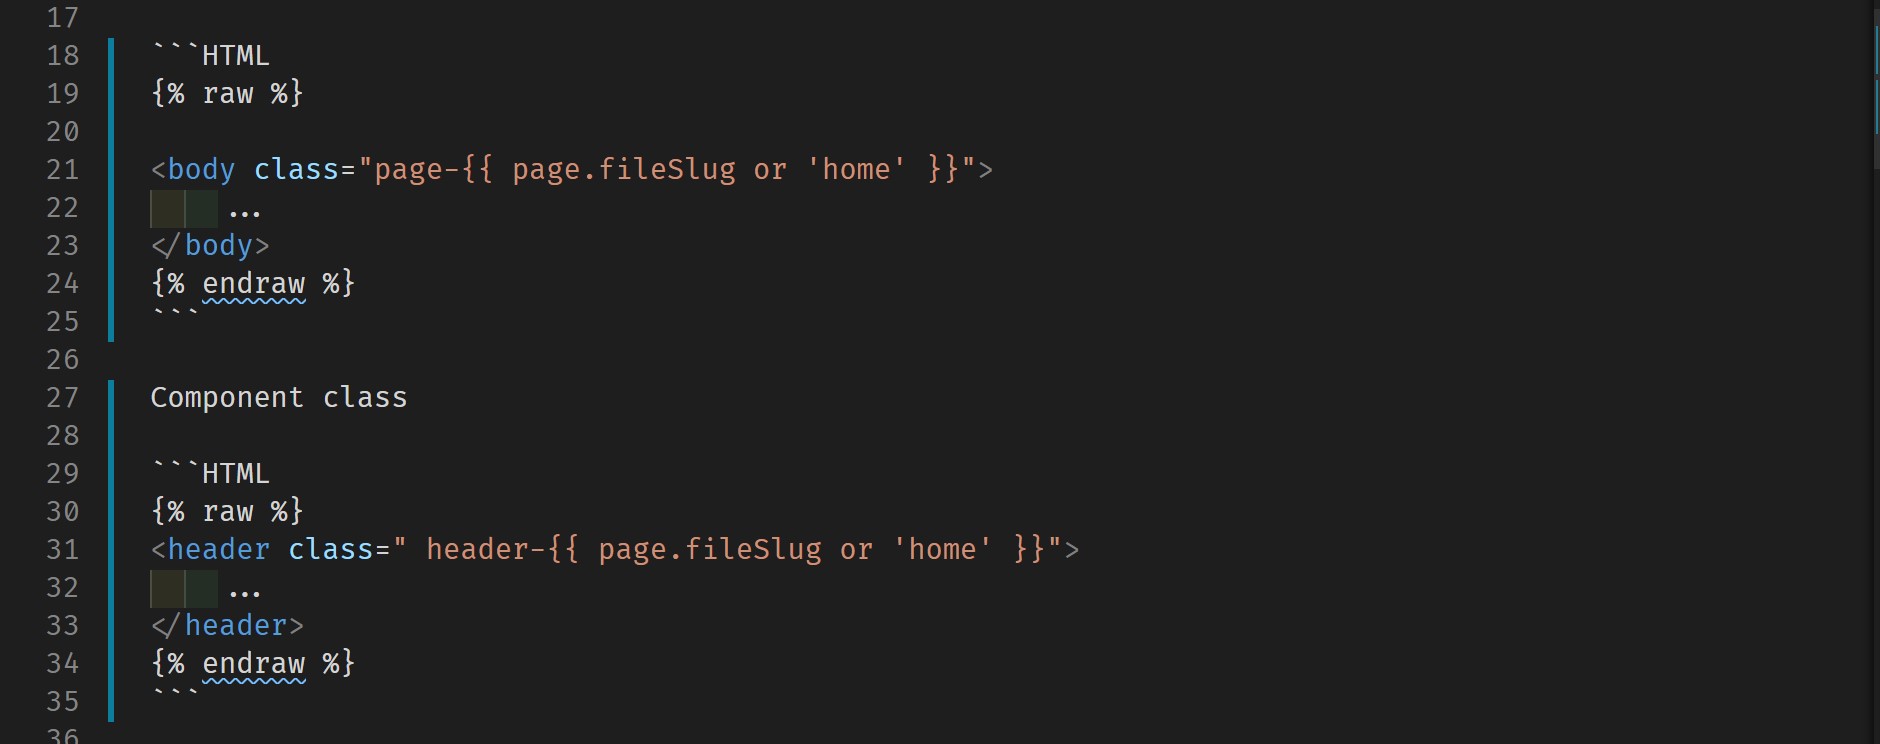 17
18 ```HTML
19 {% raw %}
20
21 <body class="page-{{ page.fileSlug or 'home' }}">
22 ...
23 </body>
24 {% endraw %}
25 ```
26
27 Component class
28
29 ```HTML
30 {% raw %}
31 <header class=" header-{{ page.fileSlug or 'home' }}">
32 ...
33 </header>
34 {% endraw %}
35 ```
36